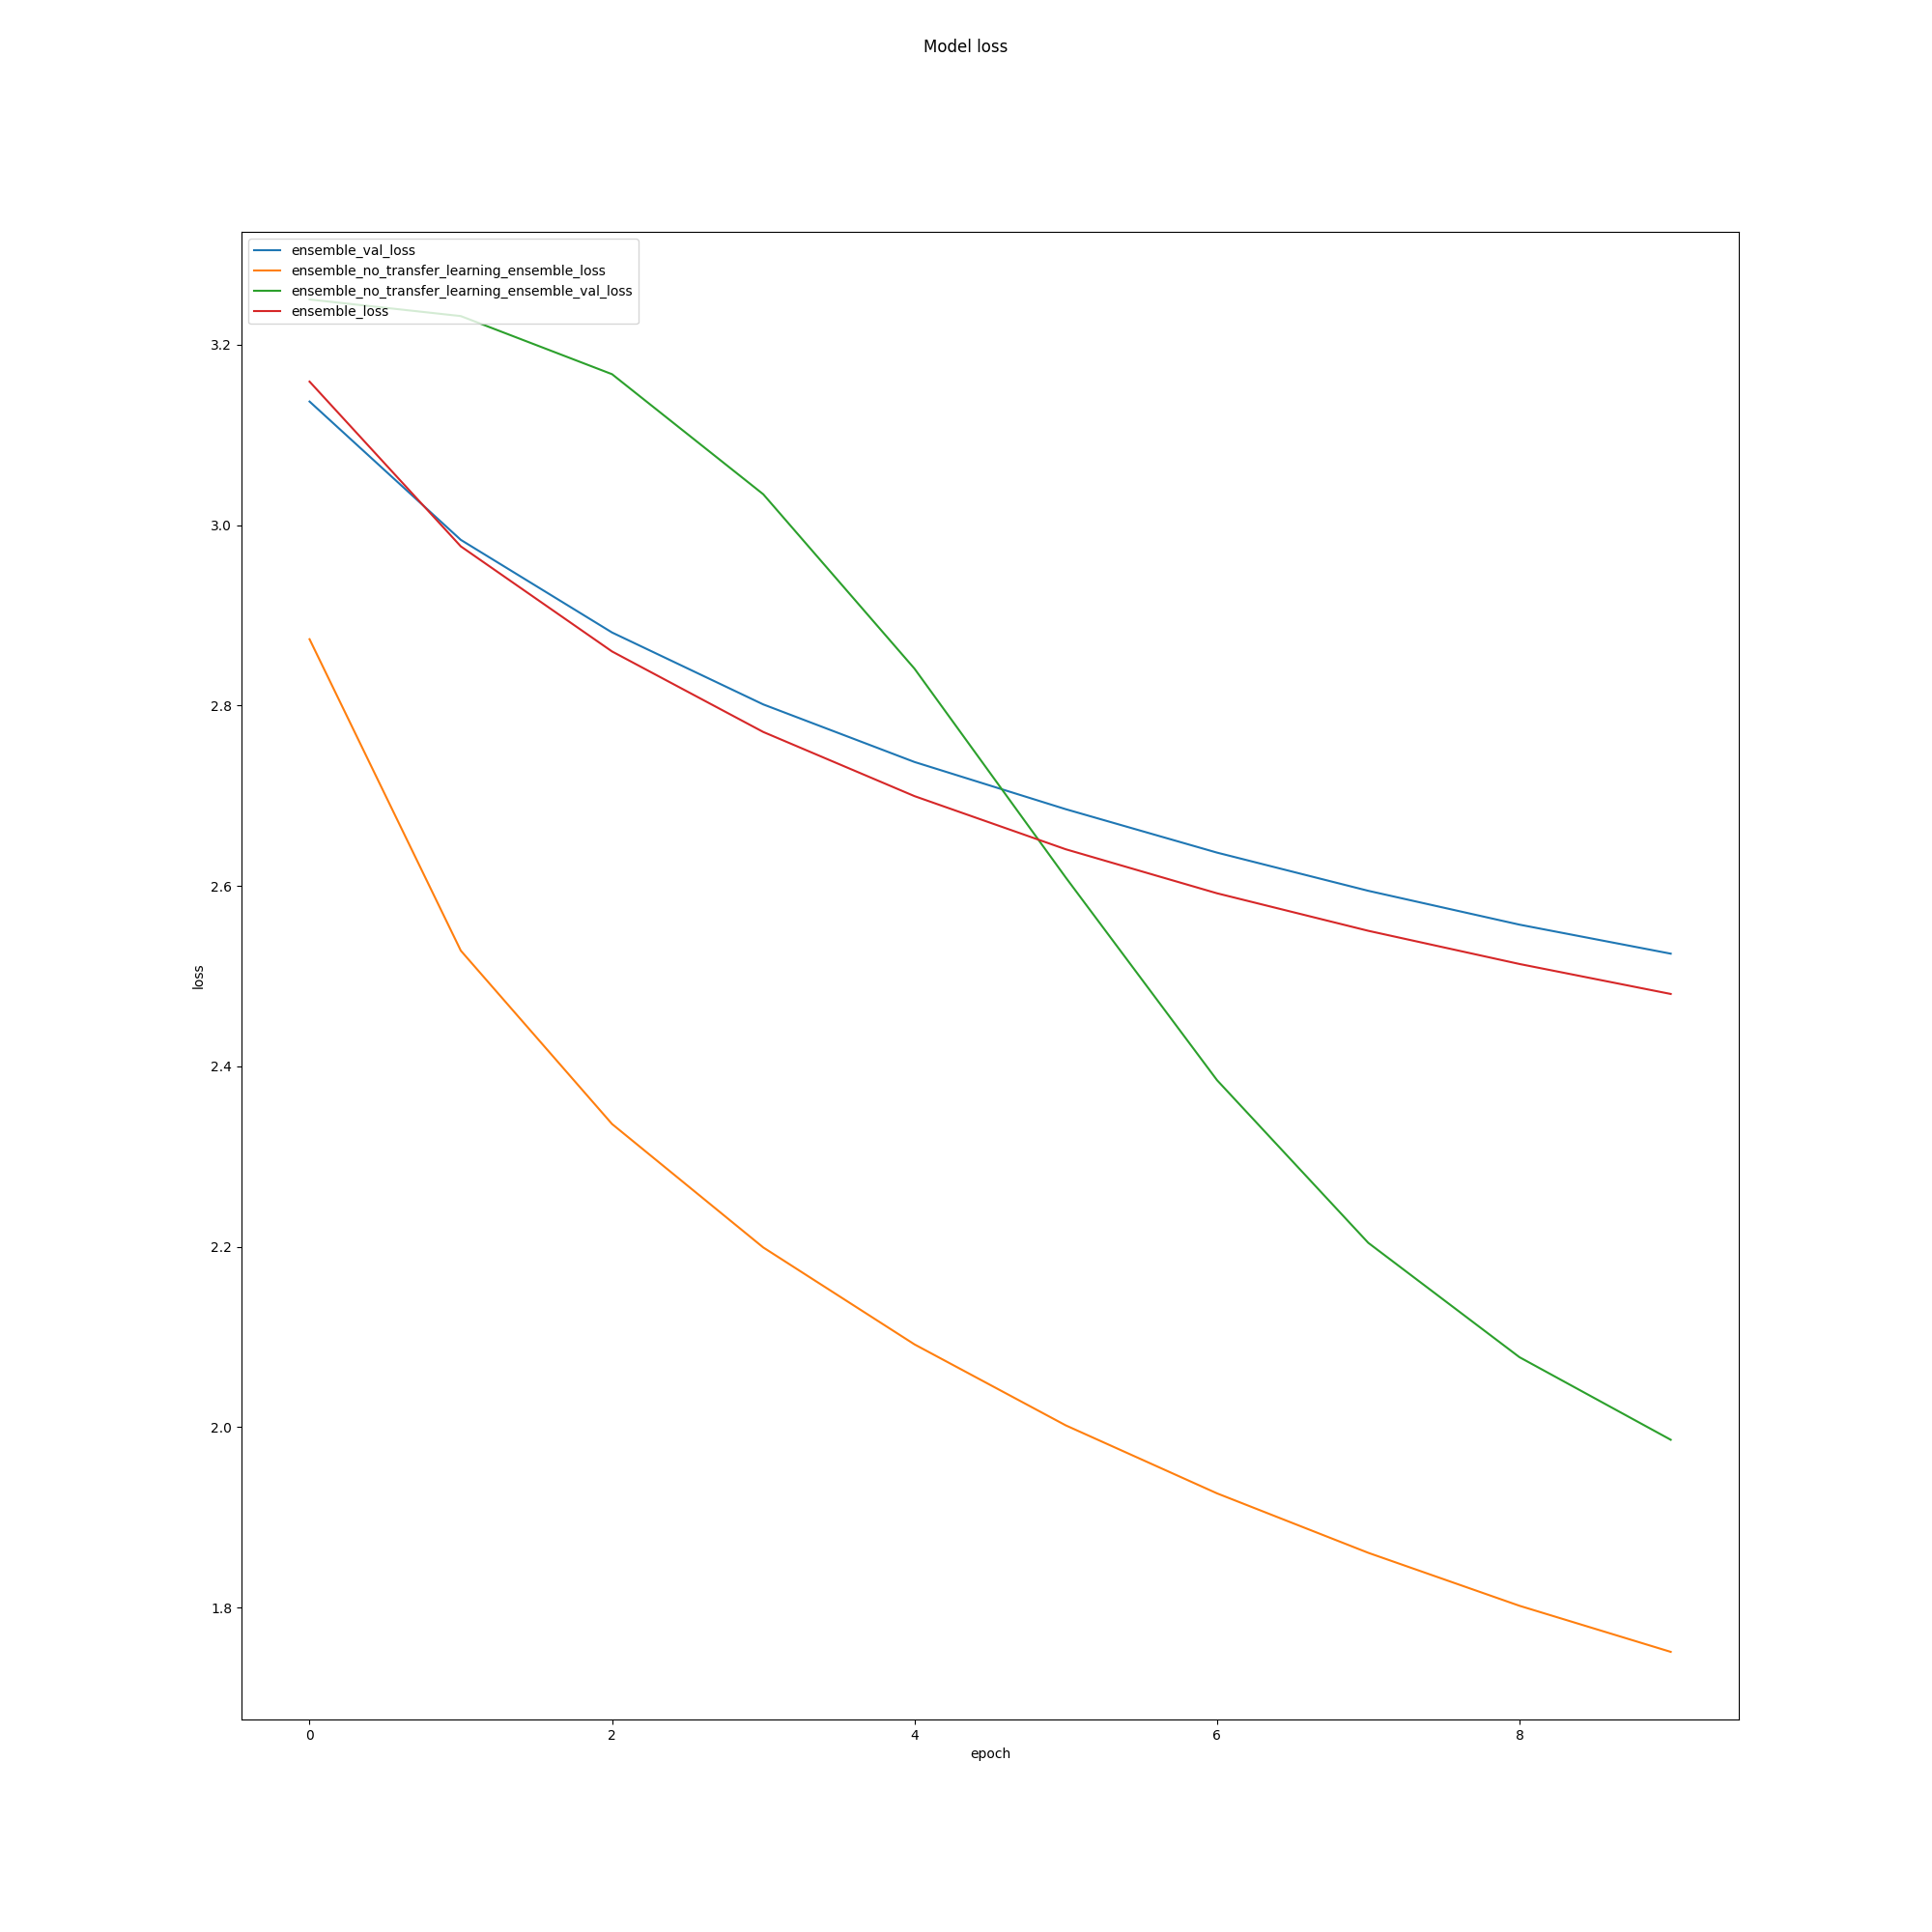 Model loss
ensemble_val_loss
ensemble_no_transfer_learning_ensemble_loss
ensemble_no_transfer_learning_ensemble_val_loss
ensemble_loss
3.2
3.0
2.8
2.6
2.4
2.2
2.0
1.8
loss
0 2 4 6 8
epoch